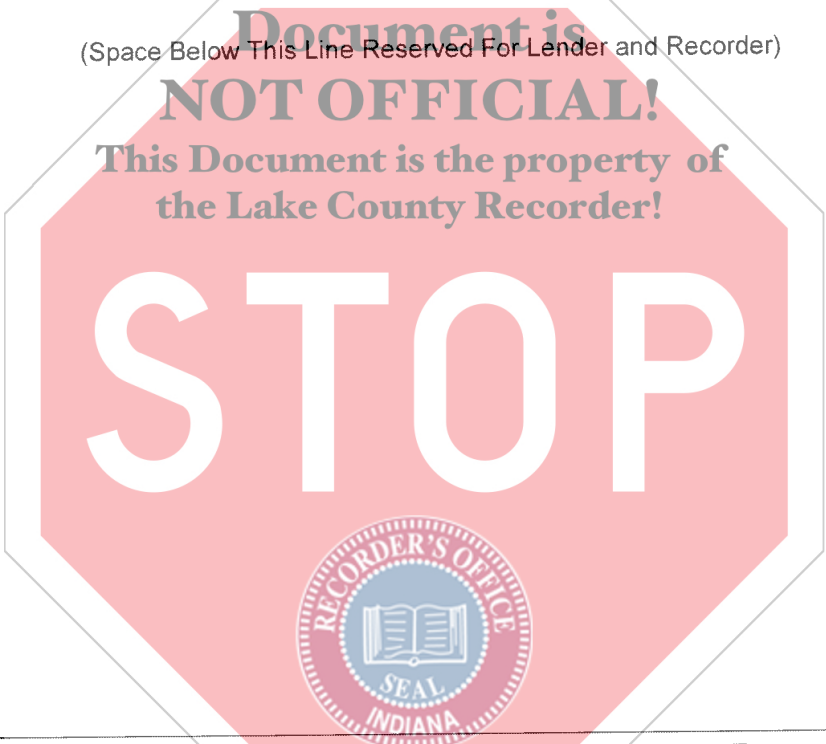 Document is
(Space Below This Line Reserved For Lender and Recorder)
NOT OFFICIAL!
This Document is the property of
the Lake County Recorder!
STOP
RECORDER'S OFFICE
SEAL
INDIANA